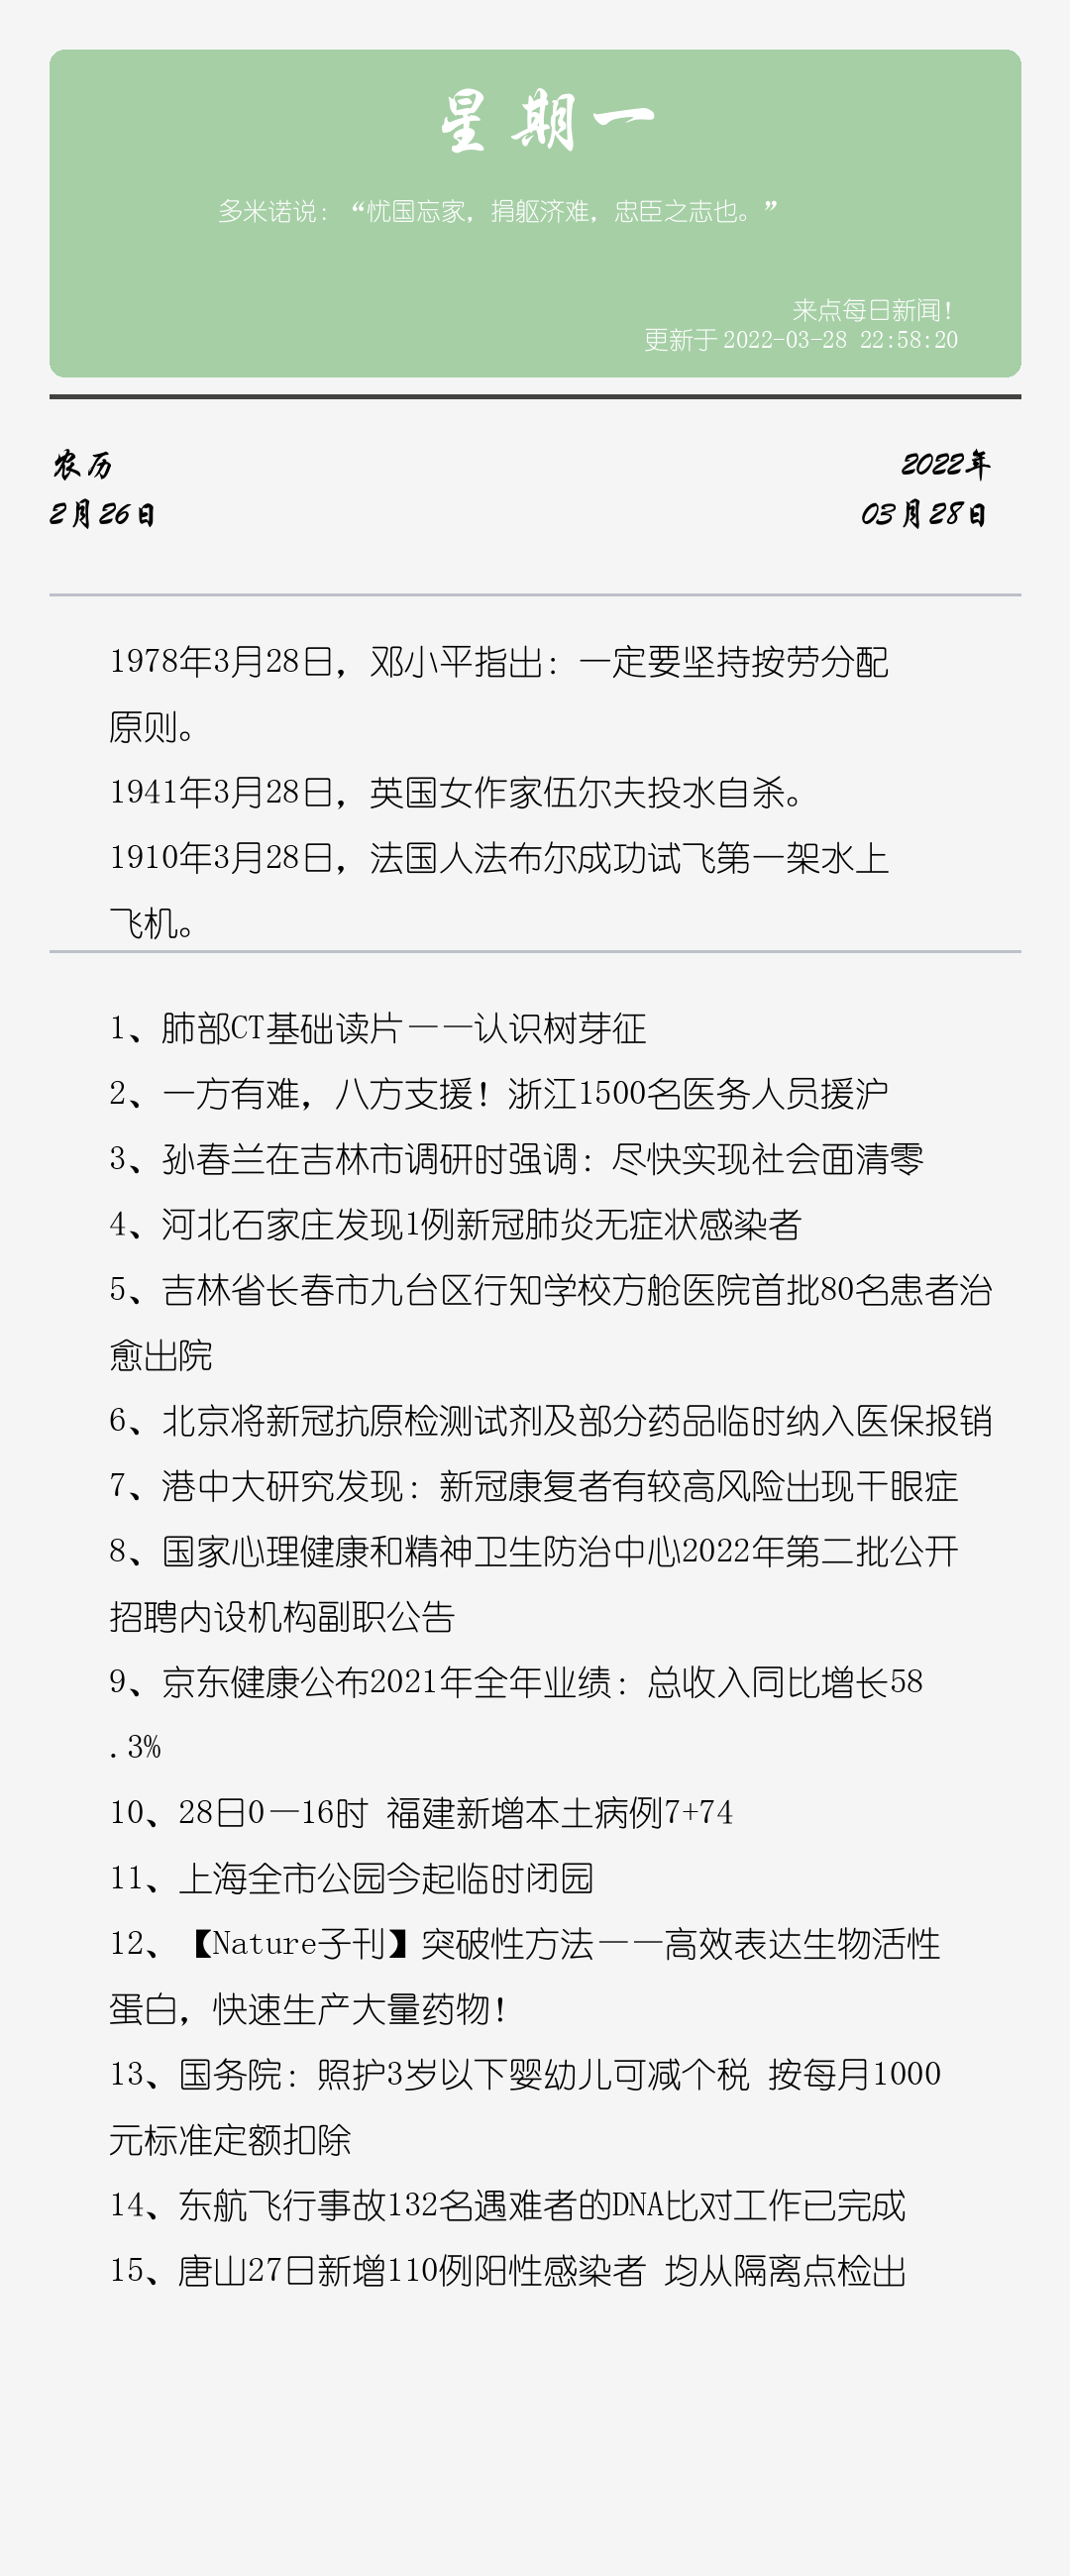 星期一
多米诺说：“忧国忘家，捐躯济难，忠臣之志也。”
来点每日新闻！
更新于 2022-03-28 22:58:20
农历
2022年
2月26日
03月28日
1978年3月28日，邓小平指出：一定要坚持按劳分配
原则。
1941年3月28日，英国女作家伍尔夫投水自杀。
1910年3月28日，法国人法布尔成功试飞第一架水上
飞机。
1、肺部CT基础读片——认识树芽征
2、一方有难，八方支援！浙江1500名医务人员援沪
3、孙春兰在吉林市调研时强调：尽快实现社会面清零
4、河北石家庄发现1例新冠肺炎无症状感染者
5、吉林省长春市九台区行知学校方舱医院首批80名患者治
愈出院
6、北京将新冠抗原检测试剂及部分药品临时纳入医保报销
7、港中大研究发现：新冠康复者有较高风险出现干眼症
8、国家心理健康和精神卫生防治中心2022年第二批公开
招聘内设机构副职公告
9、京东健康公布2021年全年业绩：总收入同比增长58
.3%
10、28日0—16时 福建新增本土病例7+74
11、上海全市公园今起临时闭园
12、【Nature子刊】突破性方法——高效表达生物活性
蛋白，快速生产大量药物！
13、国务院：照护3岁以下婴幼儿可减个税 按每月1000
元标准定额扣除
14、东航飞行事故132名遇难者的DNA比对工作已完成
15、唐山27日新增110例阳性感染者 均从隔离点检出